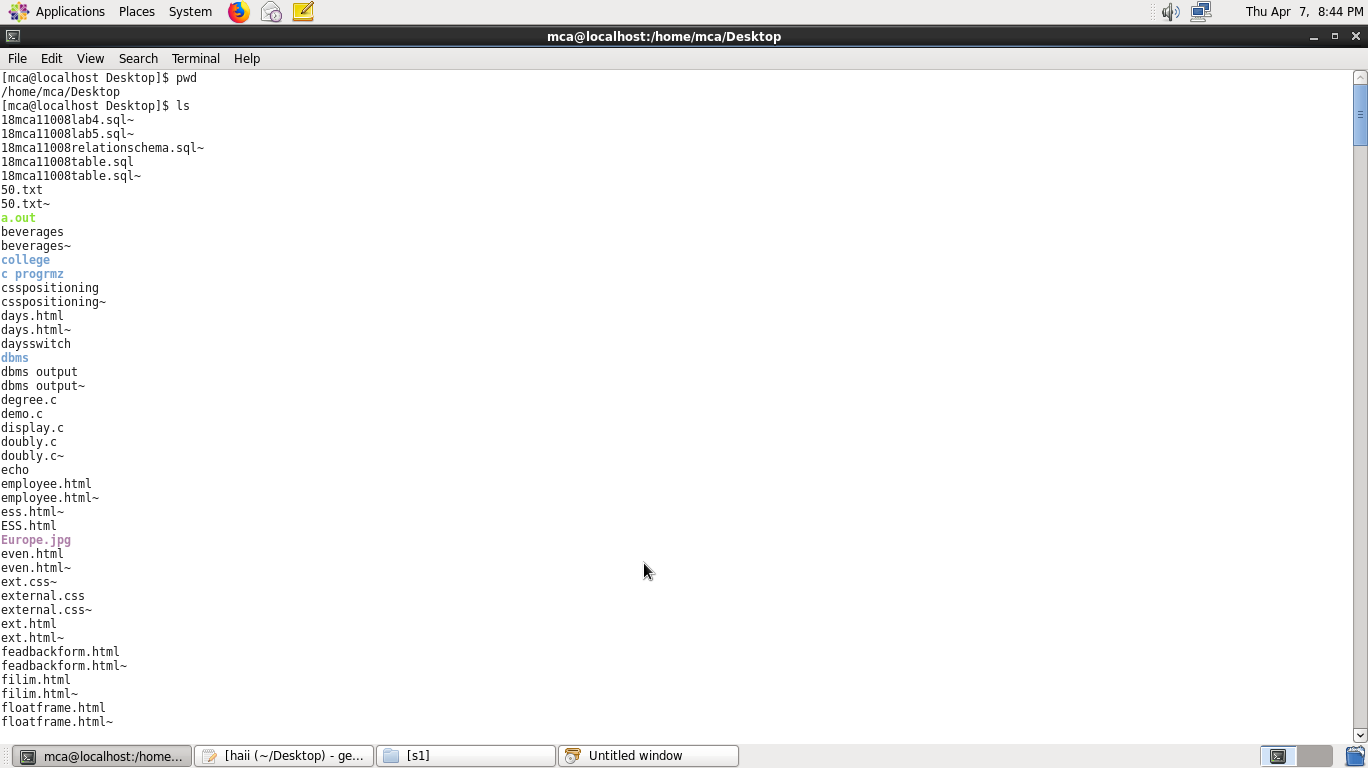 Applications Places System Thu Apr 7, 8:44 PM
mca@localhost:/home/mca/Desktop
File Edit View Search Terminal Help
[mca@localhost Desktop]$ pwd
/home/mca/Desktop
[mca@localhost Desktop]$ ls
18mca11008lab4.sql~
18mca11008lab5.sql~
18mca11008relationschema.sql~
18mca11008table.sql
18mca11008table.sql~
50.txt
50.txt~
a.out
beverages
beverages~
college
c progrmz
csspositioning
csspositioning~
days.html
days.html~
daysswitch
dbms
dbms output
dbms output~
degree.c
demo.c
display.c
doubly.c
doubly.c~
echo
employee.html
employee.html~
ess.html~
ESS.html
Europe.jpg
even.html
even.html~
ext.css~
external.css
external.css~
ext.html
ext.html~
feadbackform.html
feadbackform.html~
filim.html
filim.html~
floatframe.html
floatframe.html~
mca@localhost:/home... [haii (~/Desktop) - ge... [s1] Untitled window